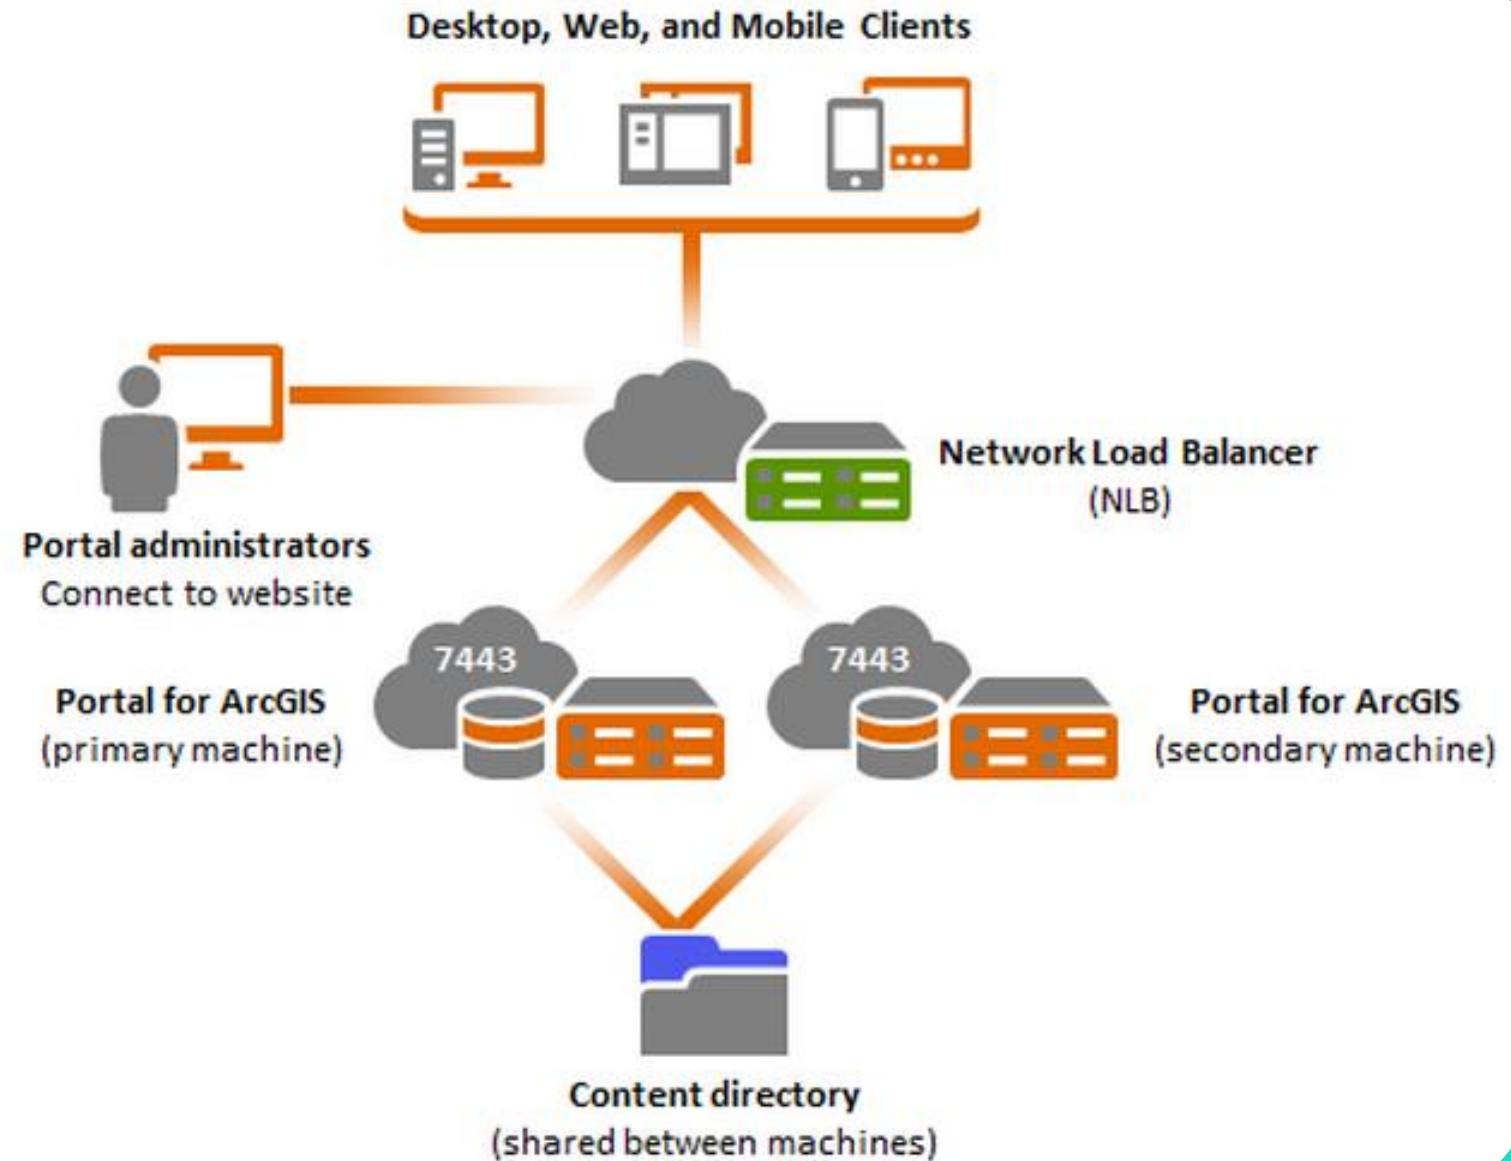 Desktop, Web, and Mobile Clients
Network Load Balancer
(NLB)
Portal administrators
Connect to website
7443
7443
Portal for ArcGIS
(primary machine)
Portal for ArcGIS
(secondary machine)
Content directory
(shared between machines)